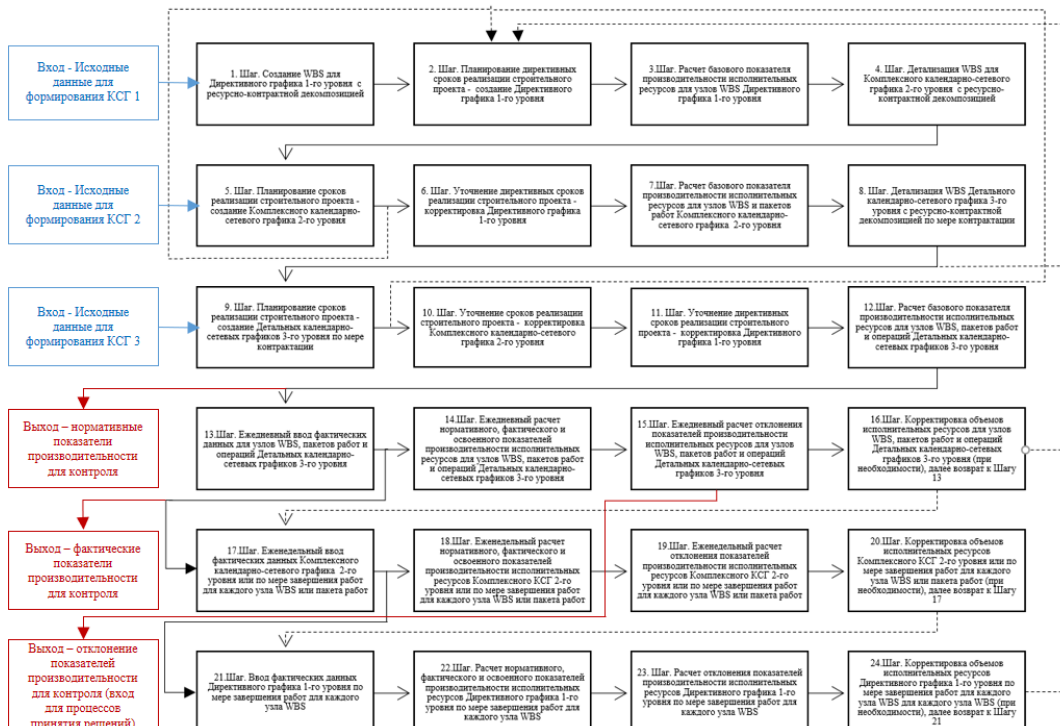 Вход - Исходные
данные для
формирования КСГ 1
1. Шаг. Создание WBS для
Директивного графика 1-го уровня с
ресурсно-контрактной декомпозицией
2. Шаг. Планирование директивных
сроков реализации строительного
проекта - создание Директивного
графика 1-го уровня
3.Шаг. Расчет базового показателя
производительности исполнительных
ресурсов для узлов WBS Директивного
графика 1-го уровня
4. Шаг. Детализация WBS для
Комплексного календарно-сетевого
графика 2-го уровня с ресурсно-
контрактной декомпозицией
Вход - Исходные
данные для
формирования КСГ 2
5. Шаг. Планирование сроков
реализации строительного проекта -
создание Комплексного календарно-
сетевого графика 2-го уровня
6. Шаг. Уточнение директивных сроков
реализации строительного проекта -
корректировка Директивного графика
1-го уровня
7.Шаг. Расчет базового показателя
производительности исполнительных
ресурсов для узлов WBS и пакетов
работ Комплексного календарно-
сетевого графика 2-го уровня
8. Шаг. Детализация WBS Детального
календарно-сетевого графика 3-го
уровня с ресурсно-контрактной
декомпозицией по мере контрактации
Вход - Исходные
данные для
формирования КСГ 3
9. Шаг. Планирование сроков
реализации строительного проекта -
создание Детальных календарно-
сетевых графиков 3-го уровня по мере
контрактации
10. Шаг. Уточнение сроков реализации
строительного проекта - корректировка
Комплексного календарно-сетевого
графика 2-го уровня
11. Шаг. Уточнение директивных
сроков реализации строительного
проекта - корректировка Директивного
графика 1-го уровня
12.Шаг. Расчет базового показателя
производительности исполнительных
ресурсов для узлов WBS, пакетов работ
и операций Детальных календарно-
сетевых графиков 3-го уровня
Выход – нормативные
показатели
производительности
для контроля
13.Шаг. Ежедневный ввод фактических
данных для узлов WBS, пакетов работ и
операций Детальных календарно-
сетевых графиков 3-го уровня
14.Шаг. Ежедневный расчет
нормативного, фактического и
освоенного показателей
производительности исполнительных
ресурсов для узлов WBS, пакетов работ
и операций Детальных календарно-
сетевых графиков 3-го уровня
15.Шаг. Ежедневный расчет отклонения
показателей производительности
исполнительных ресурсов для узлов
WBS, пакетов работ и операций
Детальных календарно-сетевых
графиков 3-го уровня
16.Шаг. Корректировка объемов
исполнительных ресурсов для узлов
WBS, пакетов работ и операций
Детальных календарно-сетевых
графиков 3-го уровня (при
необходимости), далее возврат к Шагу
13
Выход – фактические
показатели
производительности
для контроля
17.Шаг. Еженедельный ввод
фактических данных Комплексного
календарно-сетевого графика 2-го
уровня или по мере завершения работ
для каждого узла WBS или пакета работ
18.Шаг. Еженедельный расчет
нормативного, фактического и
освоенного показателей
производительности исполнительных
ресурсов Комплексного КСГ 2-го
уровня или по мере завершения работ
для каждого узла WBS или пакета работ
19.Шаг. Еженедельный расчет
отклонения показателей
производительности исполнительных
ресурсов Комплексного КСГ 2-го
уровня или по мере завершения работ
для каждого узла WBS или пакета работ
20.Шаг. Корректировка объемов
исполнительных ресурсов
Комплексного КСГ 2-го уровня или по
мере завершения работ для каждого
узла WBS или пакета работ (при
необходимости), далее возврат к Шагу
17
Выход – отклонение
показателей
производительности
для контроля (вход
для процессов
принятия решений)
21.Шаг. Ввод фактических данных
Директивного графика 1-го уровня по
мере завершения работ для каждого
узла WBS
22.Шаг. Расчет нормативного,
фактического и освоенного показателей
производительности исполнительных
ресурсов Директивного графика 1-го
уровня по мере завершения работ для
каждого узла WBS
23. Шаг. Расчет отклонения показателей
производительности исполнительных
ресурсов Директивного графика 1-го
уровня по мере завершения работ для
каждого узла WBS
24.Шаг. Корректировка объемов
исполнительных ресурсов
Директивного графика 1-го уровня по
мере завершения работ для каждого
узла WBS для каждого узла WBS (при
необходимости), далее возврат к Шагу
21